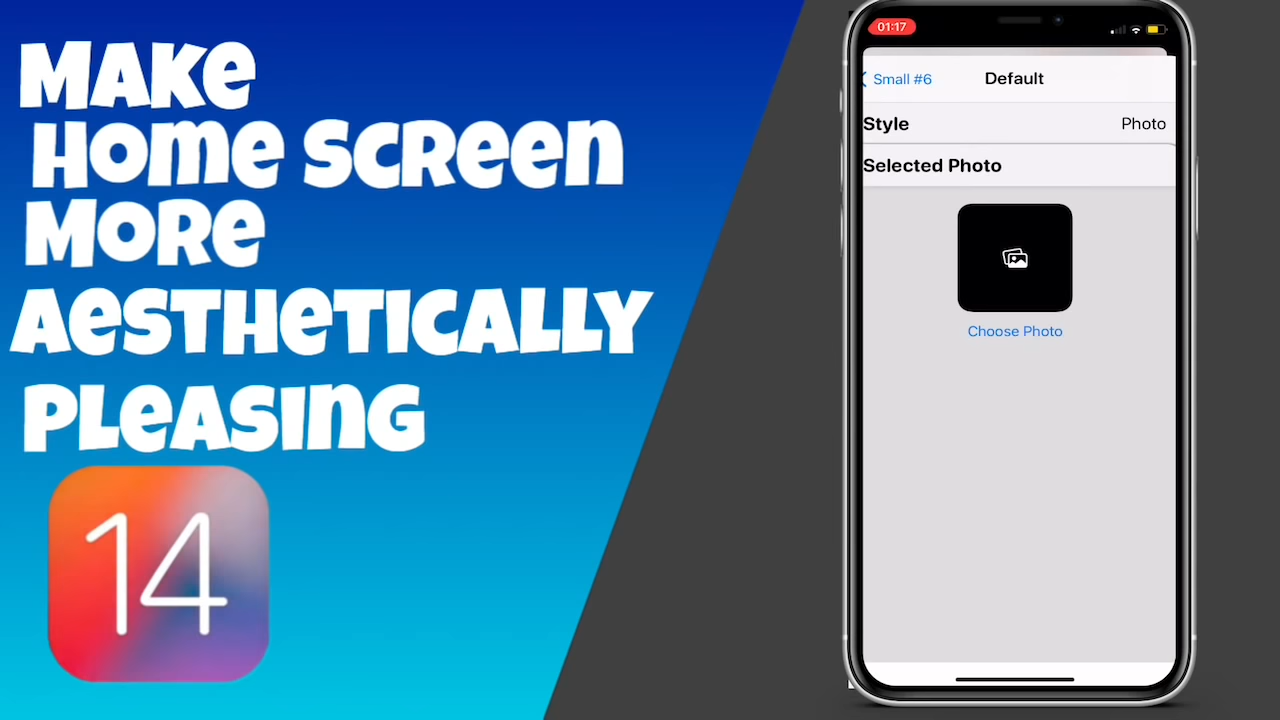 MAKE
HOME SCREEN
MORE
AESTHETICALLY
PLEASING
14
01:17
Small #6
Default
Style
Photo
Selected Photo
Choose Photo